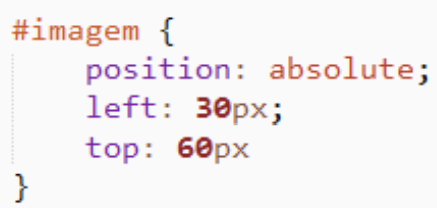 #imagem {
    position: absolute;
    left: 30px;
    top: 60px
}